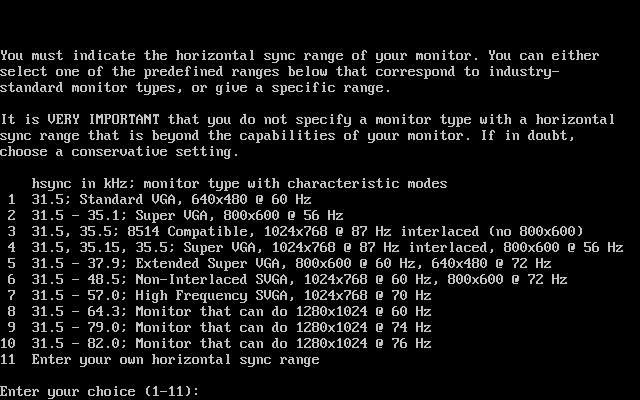 You must indicate the horizontal sync range of your monitor. You can either
select one of the predefined ranges below that correspond to industry-
standard monitor types, or give a specific range.
It is VERY IMPORTANT that you do not specify a monitor type with a horizontal
sync range that is beyond the capabilities of your monitor. If in doubt,
choose a conservative setting.
hsync in kHz; monitor type with characteristic modes
1 31.5; Standard VGA, 640x480 @ 60 Hz
2 31.5 - 35.1; Super VGA, 800x600 @ 56 Hz
3 31.5, 35.5; 8514 Compatible, 1024x768 @ 87 Hz interlaced (no 800x600)
4 31.5, 35.15, 35.5; Super VGA, 1024x768 @ 87 Hz interlaced, 800x600 @ 56 Hz
5 31.5 - 37.9; Extended Super VGA, 800x600 @ 60 Hz, 640x480 @ 72 Hz
6 31.5 - 48.5; Non-Interlaced SVGA, 1024x768 @ 60 Hz, 800x600 @ 72 Hz
7 31.5 - 57.0; High Frequency SVGA, 1024x768 @ 70 Hz
8 31.5 - 64.3; Monitor that can do 1280x1024 @ 60 Hz
9 31.5 - 79.0; Monitor that can do 1280x1024 @ 74 Hz
10 31.5 - 82.0; Monitor that can do 1280x1024 @ 76 Hz
11 Enter your own horizontal sync range
Enter your choice (1-11):